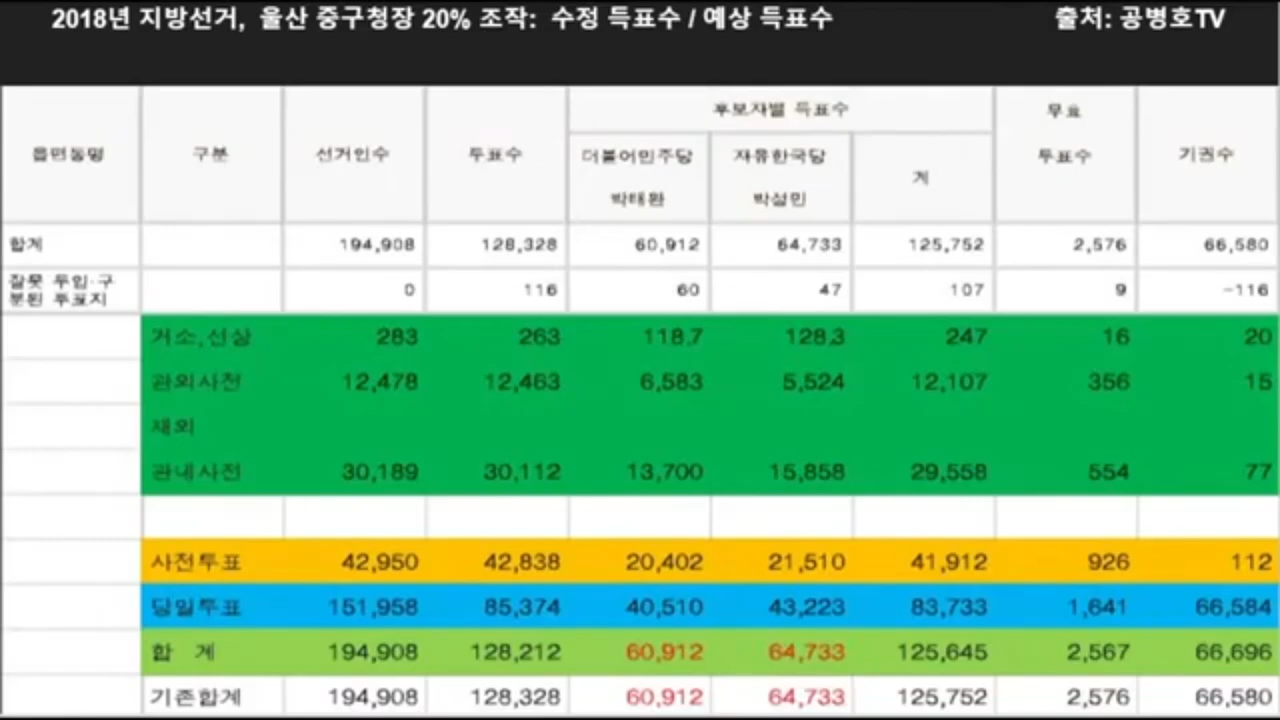 2018년 지방선거, 울산 중구청장 20% 조작: 수정 득표수 / 예상 득표수 출처: 공병호TV
읍면동명 구분 선거인수 투표수 후보자별 득표수 무효 투표수 기권수
더불어민주당 박태완 자유한국당 박성민 계
합계 194,908 128,328 60,912 64,733 125,752 2,576 66,580
잘못 투입·구분된 투표지 0 116 60 47 107 9 -116
거소,선상 283 263 118.7 128.3 247 16 20
관외사전 12,478 12,463 6,583 5,524 12,107 356 15
재외
관내사전 30,189 30,112 13,700 15,858 29,558 554 77
사전투표 42,950 42,838 20,402 21,510 41,912 926 112
당일투표 151,958 85,374 40,510 43,223 83,733 1,641 66,584
합 계 194,908 128,212 60,912 64,733 125,645 2,567 66,696
기존합계 194,908 128,328 60,912 64,733 125,752 2,576 66,580